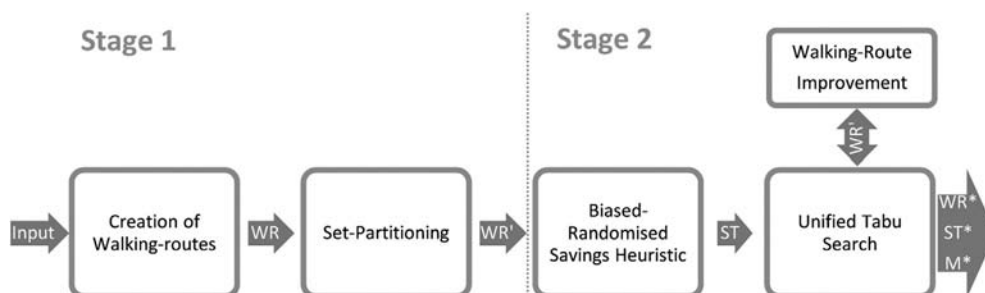 Stage 1
Stage 2
Walking-Route
Improvement
WR'
Input
Creation of
Walking-routes
WR
Set-Partitioning
WR'
Biased-
Randomised
Savings Heuristic
ST
Unified Tabu
Search
WR*
ST*
M*